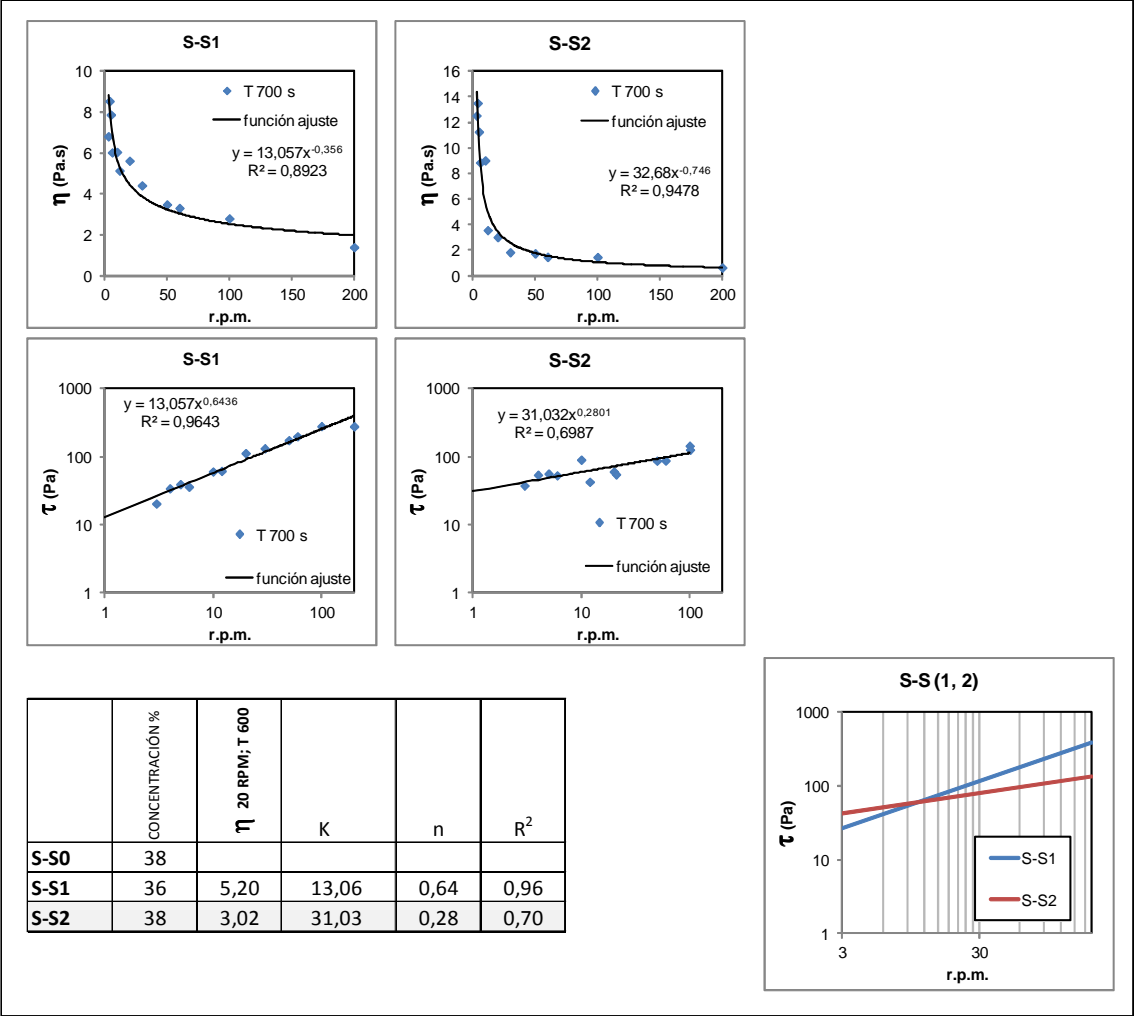 S-S1
η (Pa.s)
10
8
6
4
2
0
T 700 s
función ajuste
y = 13,057x^-0,356
R² = 0,8923
0 50 100 150 200
r.p.m.
S-S2
η (Pa.s)
16
14
12
10
8
6
4
2
0
T 700 s
función ajuste
y = 32,68x^-0,746
R² = 0,9478
0 50 100 150 200
r.p.m.
S-S1
τ (Pa)
1000
100
10
1
y = 13,057x^0,6436
R² = 0,9643
T 700 s
función ajuste
1 10 100
r.p.m.
S-S2
τ (Pa)
1000
100
10
1
y = 31,032x^0,2801
R² = 0,6987
T 700 s
función ajuste
1 10 100
r.p.m.
CONCENTRACIÓN % η 20 RPM; T 600 K n R²
S-S0 38
S-S1 36 5,20 13,06 0,64 0,96
S-S2 38 3,02 31,03 0,28 0,70
S-S (1, 2)
τ (Pa)
1000
100
10
1
S-S1
S-S2
3 30
r.p.m.